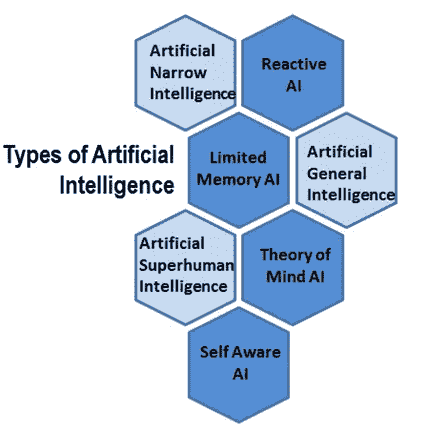 Artificial
Narrow
Intelligence
Reactive
AI
Types of Artificial
Intelligence
Limited
Memory AI
Artificial
General
Intelligence
Artificial
Superhuman
Intelligence
Theory of
Mind AI
Self Aware
AI